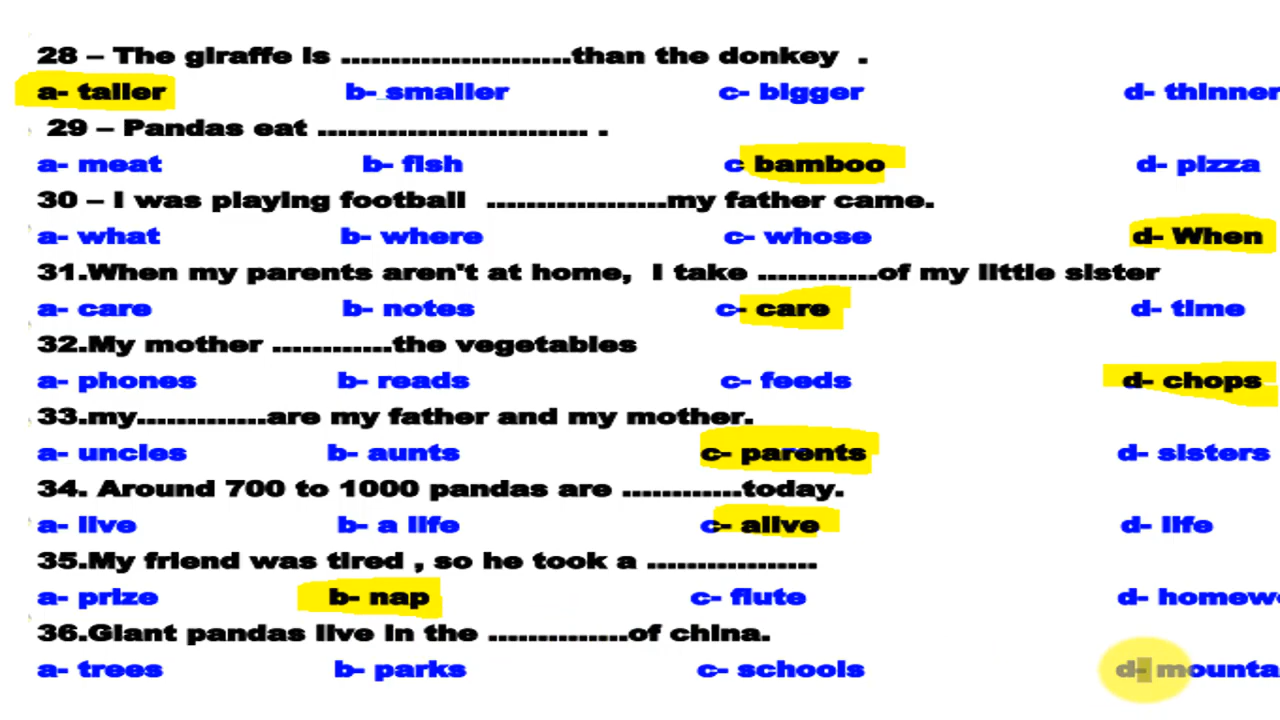 28 – The giraffe is .......................than the donkey .
a- taller b- smaller c- bigger d- thinner
29 – Pandas eat ........................... .
a- meat b- fish c bamboo d- pizza
30 – I was playing football ..................my father came.
a- what b- where c- whose d- When
31.When my parents aren't at home, I take ............of my little sister
a- care b- notes c- care d- time
32.My mother ............the vegetables
a- phones b- reads c- feeds d- chops
33.my.............are my father and my mother.
a- uncles b- aunts c- parents d- sisters
34. Around 700 to 1000 pandas are ............today.
a- live b- a life c- alive d- life
35.My friend was tired , so he took a .................
a- prize b- nap c- flute d- homewo
36.Giant pandas live in the ..............of china.
a- trees b- parks c- schools d- mounta